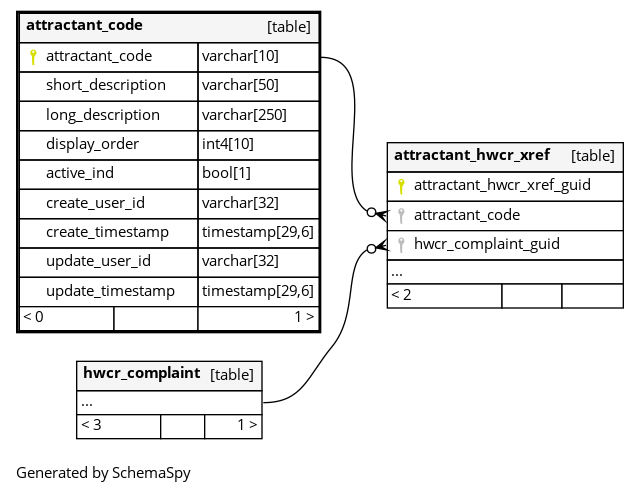 attractant_code [table]
attractant_code varchar[10]
short_description varchar[50]
long_description varchar[250]
display_order int4[10]
active_ind bool[1]
create_user_id varchar[32]
create_timestamp timestamp[29,6]
update_user_id varchar[32]
update_timestamp timestamp[29,6]
< 0 1 >
attractant_hwcr_xref [table]
attractant_hwcr_xref_guid
attractant_code
hwcr_complaint_guid
...
< 2
hwcr_complaint [table]
...
< 3 1 >
Generated by SchemaSpy